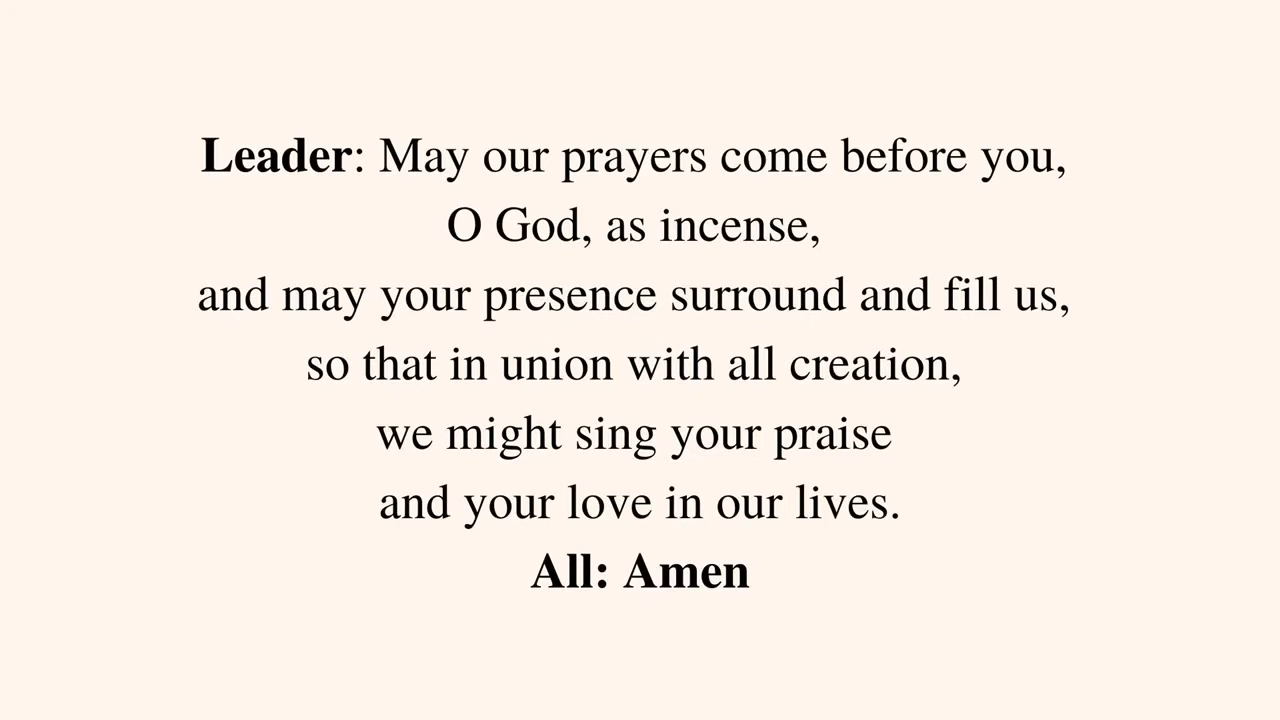 Leader: May our prayers come before you,
O God, as incense,
and may your presence surround and fill us,
so that in union with all creation,
we might sing your praise
and your love in our lives.
All: Amen